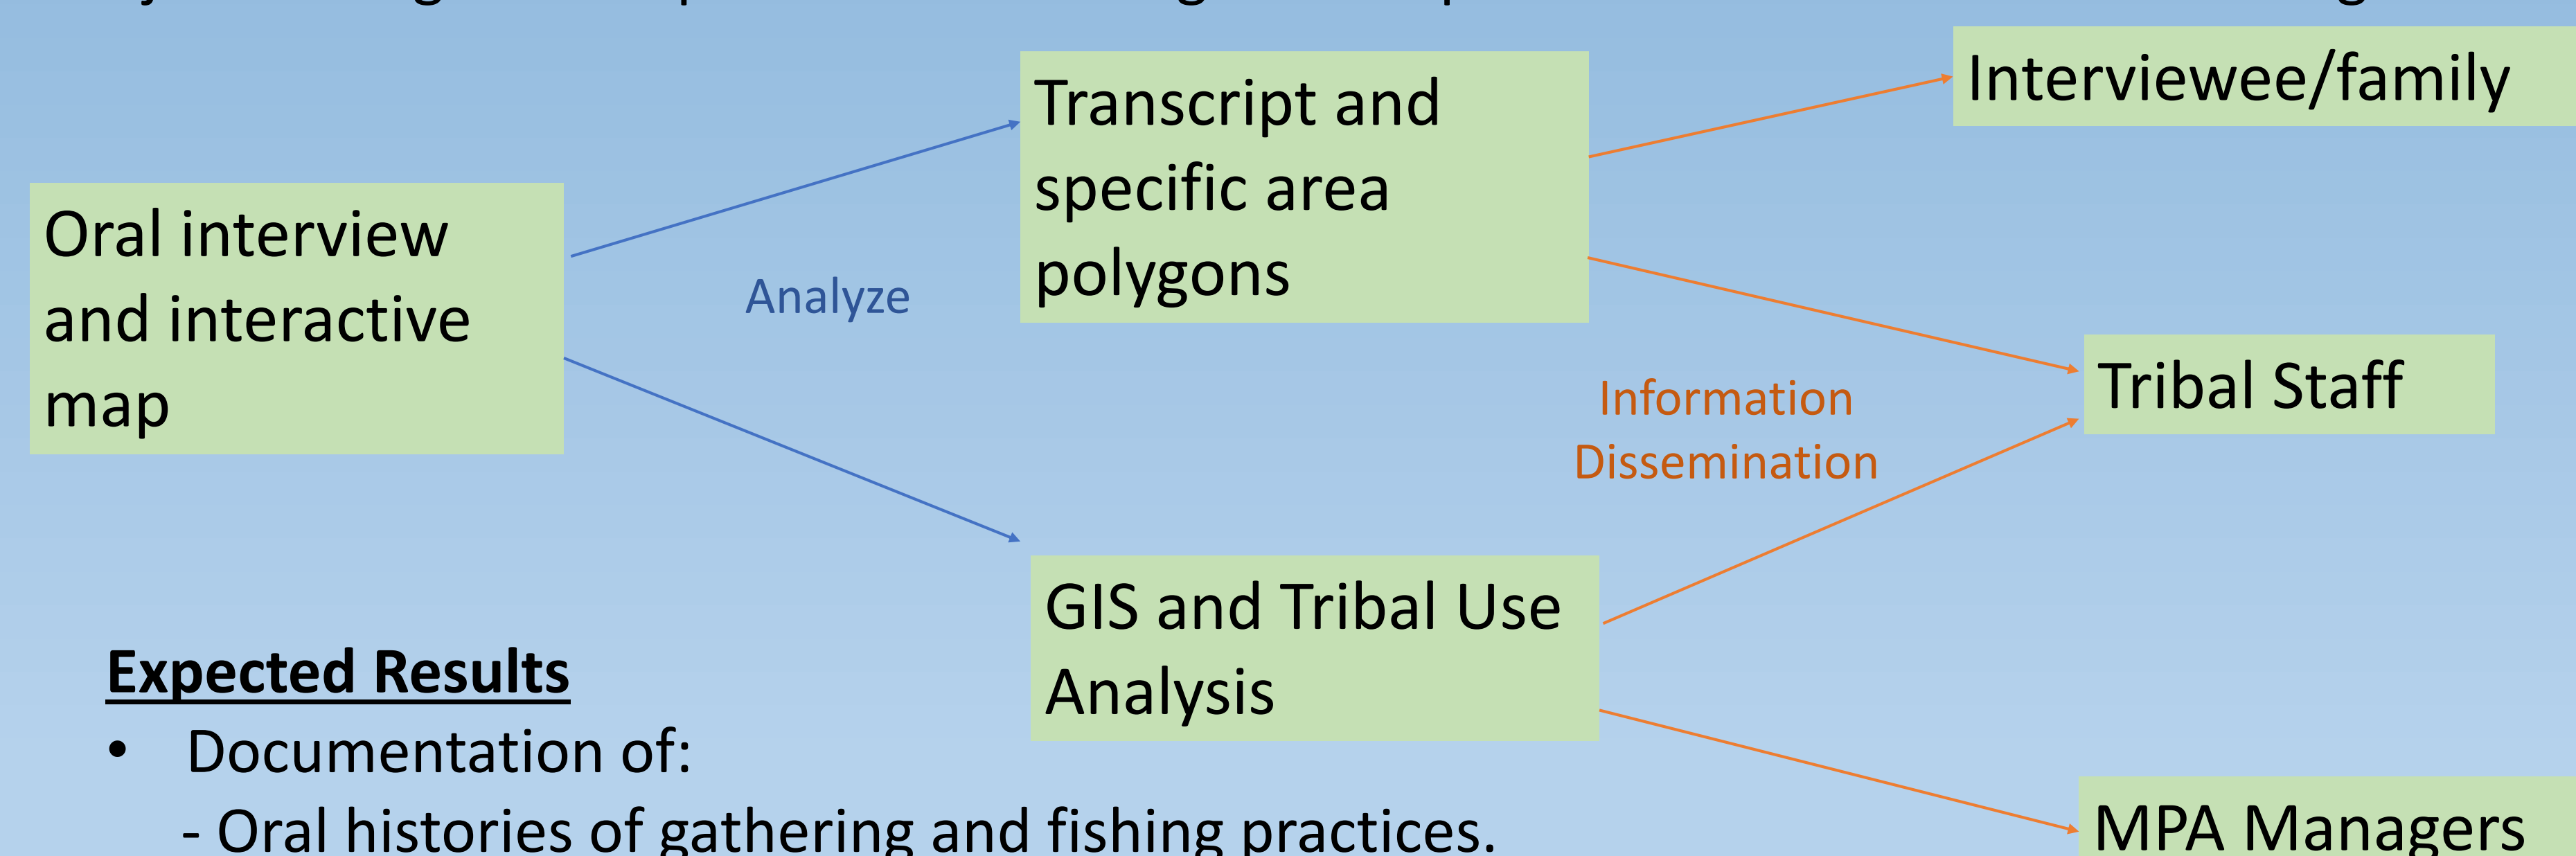 Interviewee/family
Transcript and
specific area
polygons
Oral interview
and interactive
map
Analyze
Information
Dissemination
Tribal Staff
GIS and Tribal Use
Analysis
MPA Managers
Expected Results
• Documentation of:
- Oral histories of gathering and fishing practices.